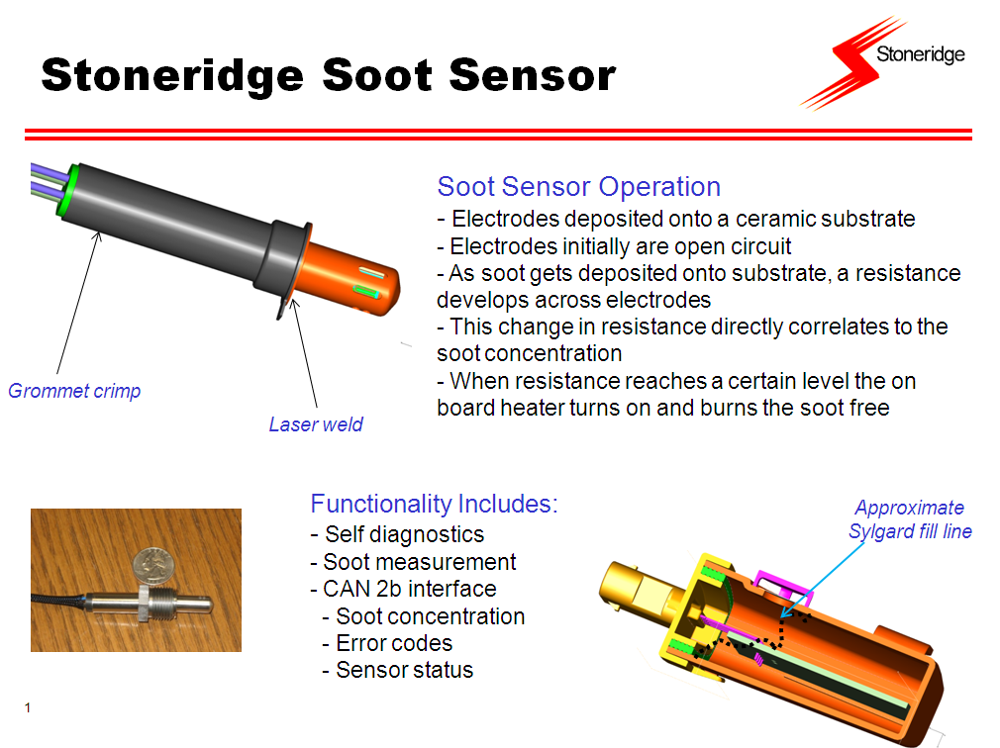 Stoneridge Soot Sensor
Stoneridge
Soot Sensor Operation
- Electrodes deposited onto a ceramic substrate
- Electrodes initially are open circuit
- As soot gets deposited onto substrate, a resistance
develops across electrodes
- This change in resistance directly correlates to the
soot concentration
- When resistance reaches a certain level the on
board heater turns on and burns the soot free
Grommet crimp
Laser weld
Functionality Includes:
- Self diagnostics
- Soot measurement
- CAN 2b interface
- Soot concentration
- Error codes
- Sensor status
Approximate
Sylgard fill line
1